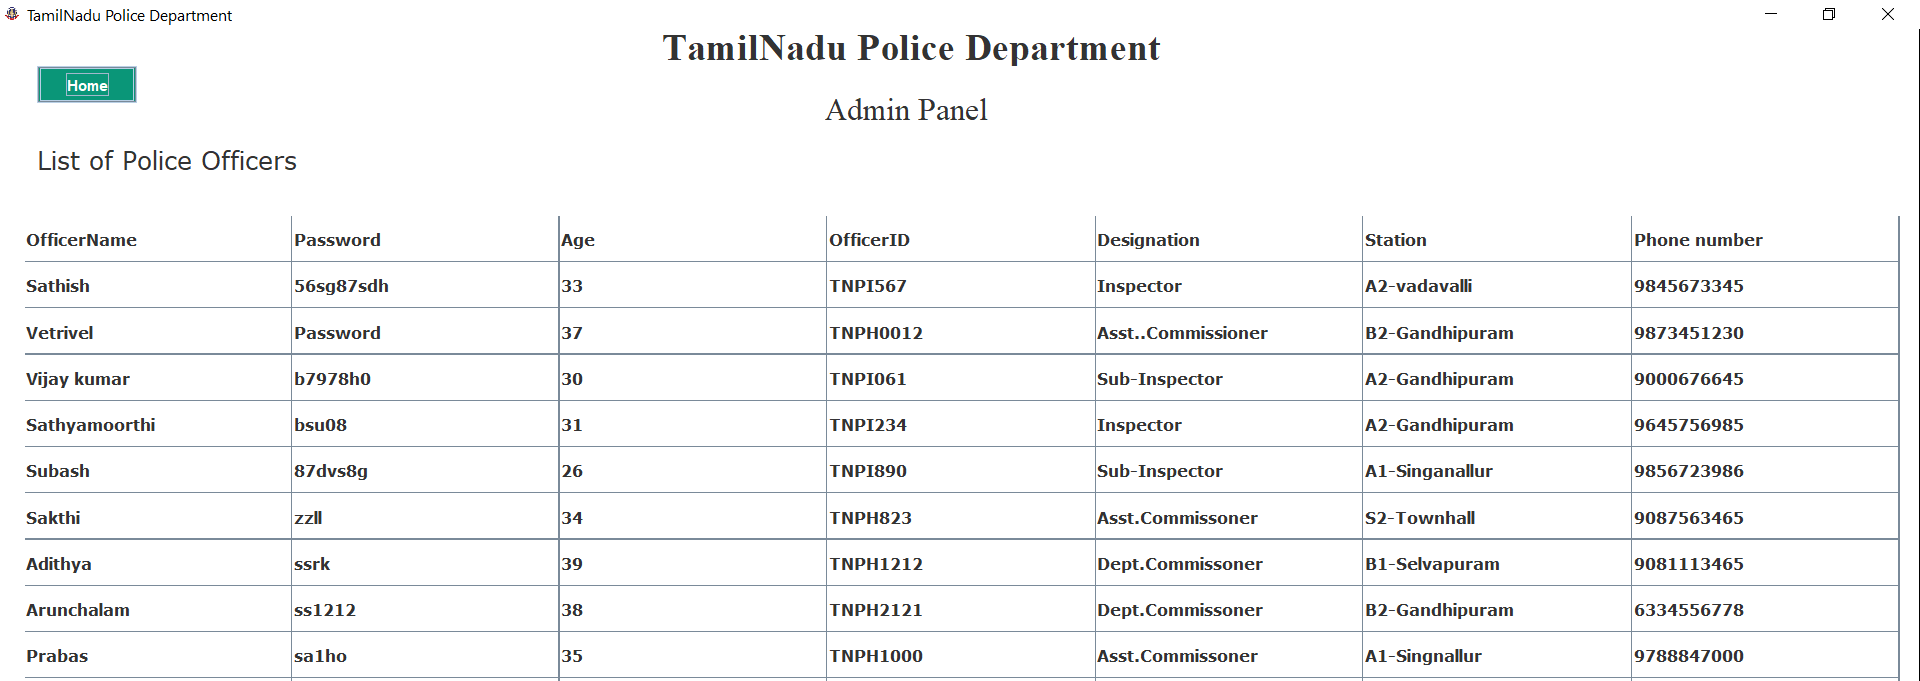 TamilNadu Police Department
TamilNadu Police Department
Home
Admin Panel
List of Police Officers
OfficerName Password Age OfficerID Designation Station Phone number
Sathish 56sg87sdh 33 TNPI567 Inspector A2-vadavalli 9845673345
Vetrivel Password 37 TNPH0012 Asst..Commissioner B2-Gandhipuram 9873451230
Vijay kumar b7978h0 30 TNPI061 Sub-Inspector A2-Gandhipuram 9000676645
Sathyamoorthi bsu08 31 TNPI234 Inspector A2-Gandhipuram 9645756985
Subash 87dvs8g 26 TNPI890 Sub-Inspector A1-Singanallur 9856723986
Sakthi zzll 34 TNPH823 Asst.Commissoner S2-Townhall 9087563465
Adithya ssrk 39 TNPH1212 Dept.Commissoner B1-Selvapuram 9081113465
Arunchalam ss1212 38 TNPH2121 Dept.Commissoner B2-Gandhipuram 6334556778
Prabas sa1ho 35 TNPH1000 Asst.Commissoner A1-Singnallur 9788847000